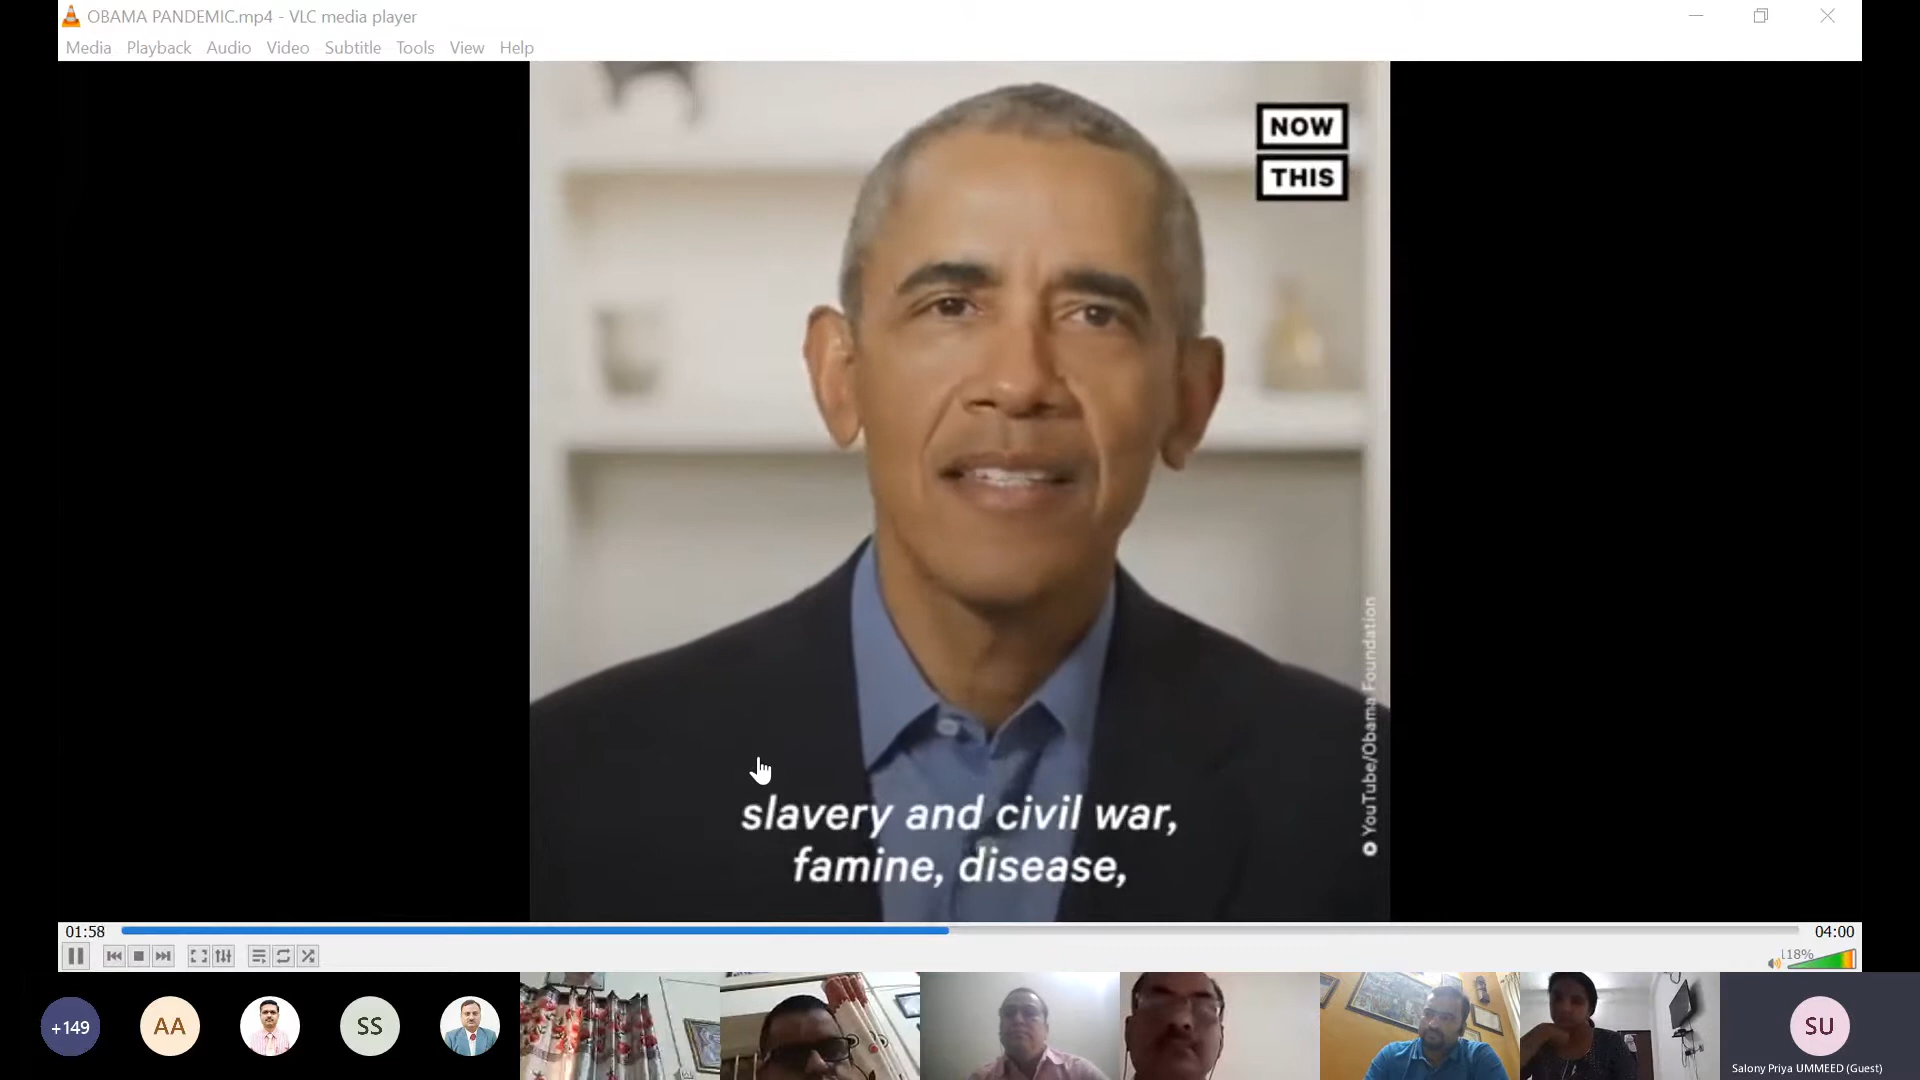 OBAMA PANDEMIC.mp4 - VLC media player
Media Playback Audio Video Subtitle Tools View Help
NOW
THIS
YouTube/Obama Foundation
slavery and civil war,
famine, disease,
01:58
04:00
118%
+149
AA
SS
SU
Salony Priya UMMEED (Guest)